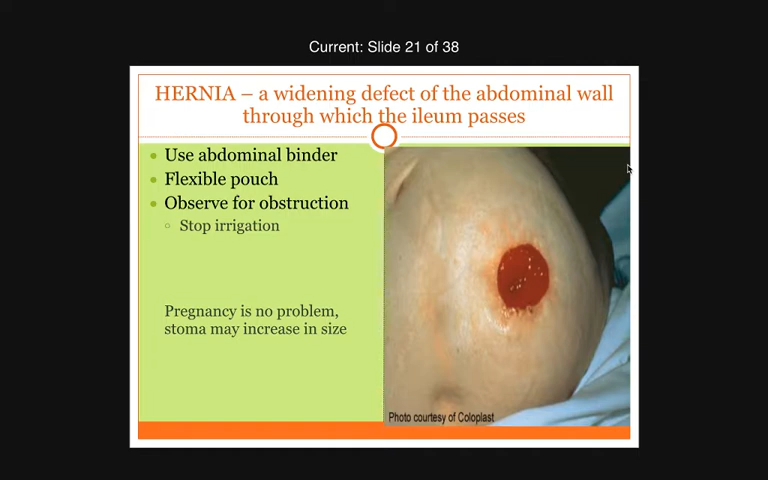 Current: Slide 21 of 38
HERNIA – a widening defect of the abdominal wall
through which the ileum passes
Use abdominal binder
Flexible pouch
Observe for obstruction
Stop irrigation
Pregnancy is no problem,
stoma may increase in size
Photo courtesy of Coloplast